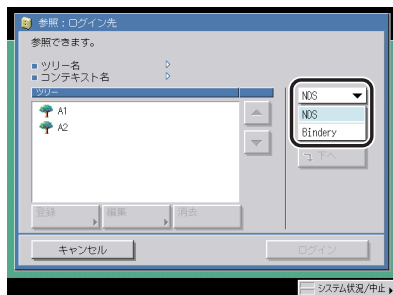 参照：ログイン先
参照できます。
■ ツリー名
■ コンテキスト名
ツリー
A1
A2
NDS
NDS
Bindery
下へ
登録
編集
消去
キャンセル
ログイン
システム状況/中止